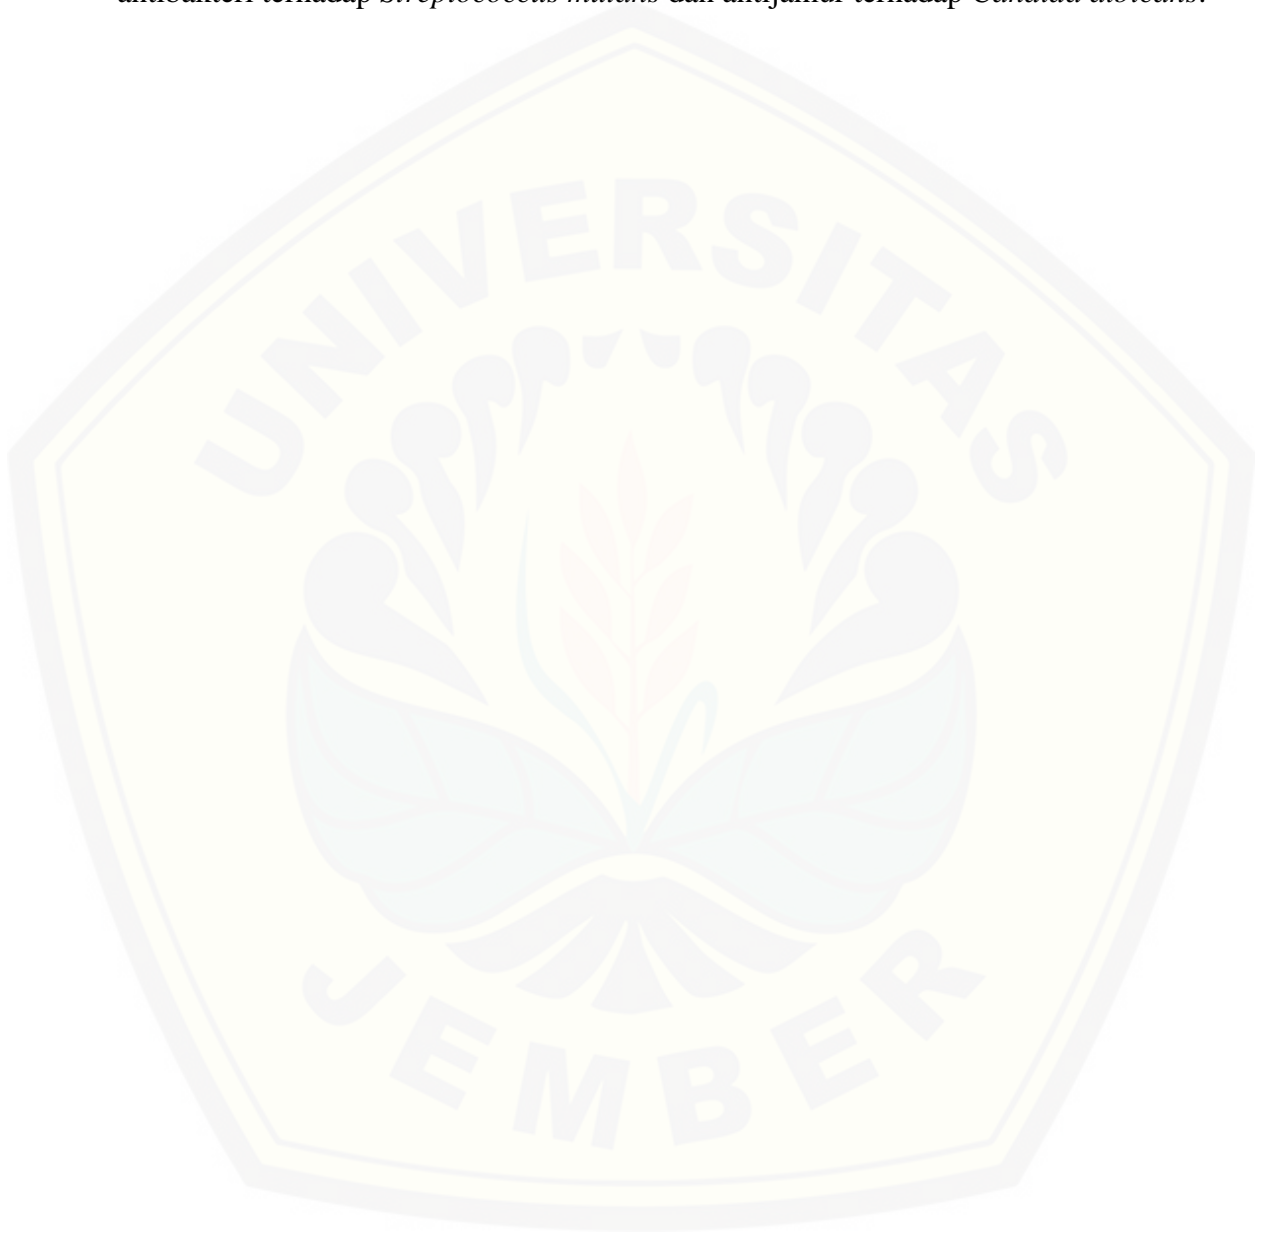 antibakteri terhadap Streptococcus mutans dan antijamur terhadap Candida albicans.
UNIVERSITAS
JEMBER